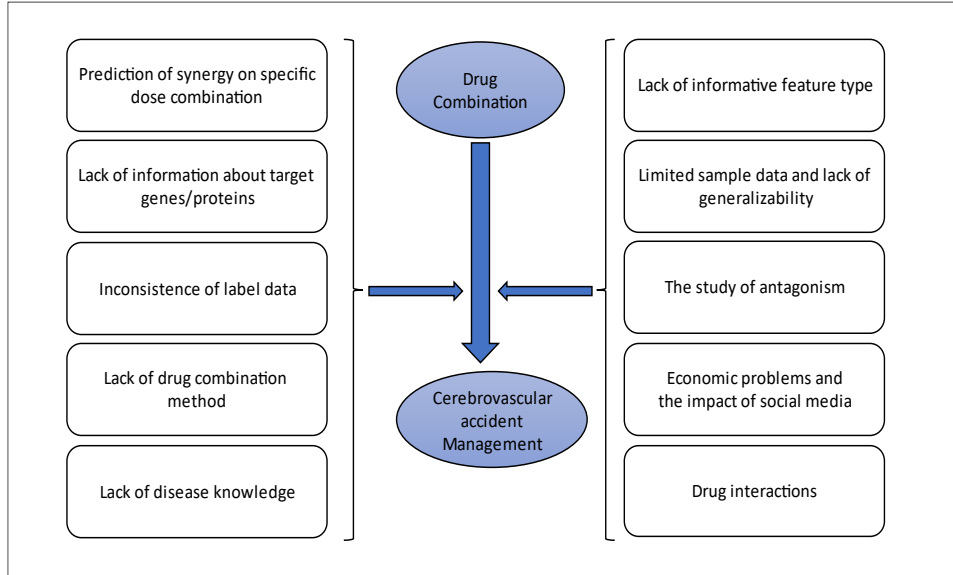 Prediction of synergy on specific
dose combination
Lack of information about target
genes/proteins
Inconsistence of label data
Lack of drug combination
method
Lack of disease knowledge
Drug
Combination
Cerebrovascular
accident
Management
Lack of informative feature type
Limited sample data and lack of
generalizability
The study of antagonism
Economic problems and
the impact of social media
Drug interactions